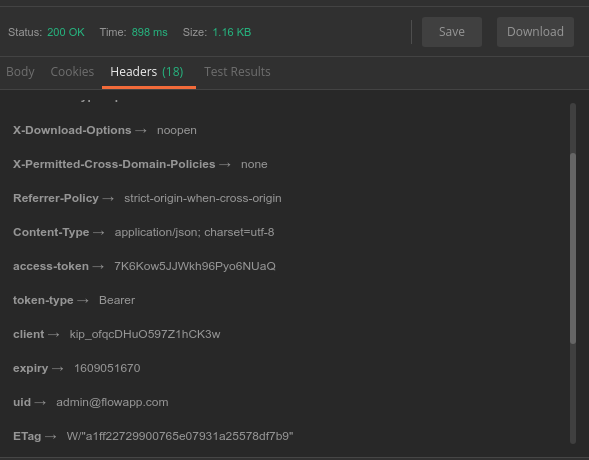 Status: 200 OK Time: 898 ms Size: 1.16 KB Save Download
Body Cookies Headers (18) Test Results
X-Download-Options → noopen
X-Permitted-Cross-Domain-Policies → none
Referrer-Policy → strict-origin-when-cross-origin
Content-Type → application/json; charset=utf-8
access-token → 7K6Kow5JJWkh96Pyo6NUaQ
token-type → Bearer
client → kip_ofqcDHuO597Z1hCK3w
expiry → 1609051670
uid → admin@flowapp.com
ETag → W/"a1ff22729900765e07931a25578df7b9"